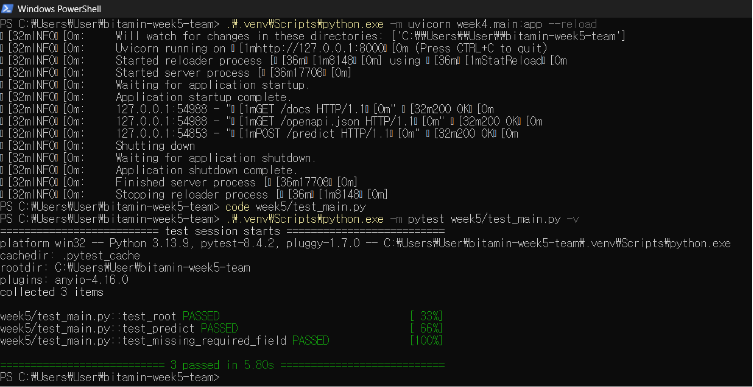 Windows PowerShell
PS C:₩Users₩User₩bitamin-week5-team> .₩.venv₩Scripts₩python.exe -m uvicorn week4.main:app --reload
[32mINFO [0m:     Will watch for changes in these directories: ['C:₩₩Users₩₩User₩₩bitamin-week5-team']
[32mINFO [0m:     Uvicorn running on [1mhttp://127.0.0.1:8000 [0m (Press CTRL+C to quit)
[32mINFO [0m:     Started reloader process [ [36m [1m8148 [0m] using [36m [1mStatReload [0m
[32mINFO [0m:     Started server process [ [36m17708 [0m]
[32mINFO [0m:     Waiting for application startup.
[32mINFO [0m:     Application startup complete.
[32mINFO [0m:     127.0.0.1:54988 - " [1mGET /docs HTTP/1.1 [0m" [32m200 OK [0m
[32mINFO [0m:     127.0.0.1:54988 - " [1mGET /openapi.json HTTP/1.1 [0m" [32m200 OK [0m
[32mINFO [0m:     127.0.0.1:54853 - " [1mPOST /predict HTTP/1.1 [0m" [32m200 OK [0m
[32mINFO [0m:     Shutting down
[32mINFO [0m:     Waiting for application shutdown.
[32mINFO [0m:     Application shutdown complete.
[32mINFO [0m:     Finished server process [ [36m17708 [0m]
[32mINFO [0m:     Stopping reloader process [ [36m [1m8148 [0m]
PS C:₩Users₩User₩bitamin-week5-team> code week5/test_main.py
PS C:₩Users₩User₩bitamin-week5-team> .₩.venv₩Scripts₩python.exe -m pytest week5/test_main.py -v
========================= test session starts =========================
platform win32 -- Python 3.13.9, pytest-8.4.2, pluggy-1.7.0 -- C:₩Users₩User₩bitamin-week5-team₩.venv₩Scripts₩python.exe
cachedir: .pytest_cache
rootdir: C:₩Users₩User₩bitamin-week5-team
plugins: anyio-4.16.0
collected 3 items
week5/test_main.py::test_root PASSED [ 33%]
week5/test_main.py::test_predict PASSED [ 66%]
week5/test_main.py::test_missing_required_field PASSED [100%]
========================== 3 passed in 5.80s ==========================
PS C:₩Users₩User₩bitamin-week5-team>